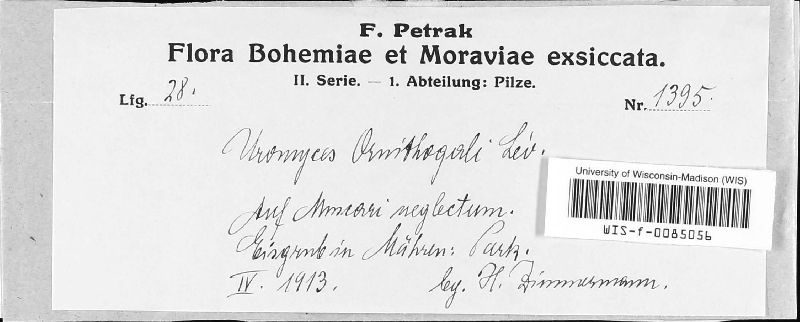 F. Petrak
Flora Bohemiae et Moraviae exsiccata.
II. Serie. — 1. Abteilung: Pilze.
Lfg. 28.
Nr. 1395.
Uromyces Ornithogali Lév.
Auf Muscari neglectum.
Eisgrub in Mähren: Park.
IV. 1913. leg. H. Zimmermann.
University of Wisconsin-Madison (WIS)
WIS-f-0085056